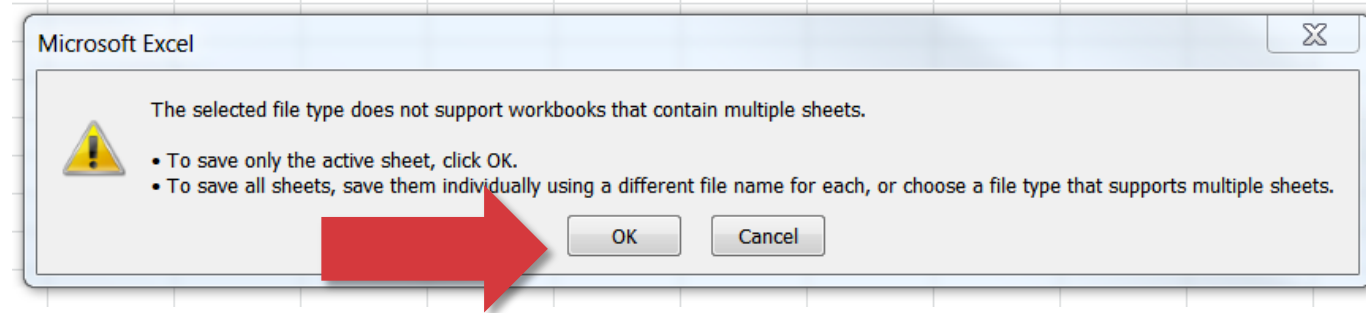 Microsoft Excel
The selected file type does not support workbooks that contain multiple sheets.
• To save only the active sheet, click OK.
• To save all sheets, save them individually using a different file name for each, or choose a file type that supports multiple sheets.
OK Cancel